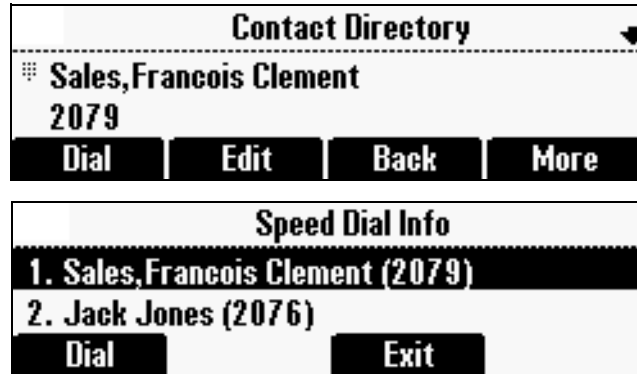 Contact Directory
Sales,Francois Clement
2079
Dial Edit Back More
Speed Dial Info
1. Sales,Francois Clement (2079)
2. Jack Jones (2076)
Dial Exit